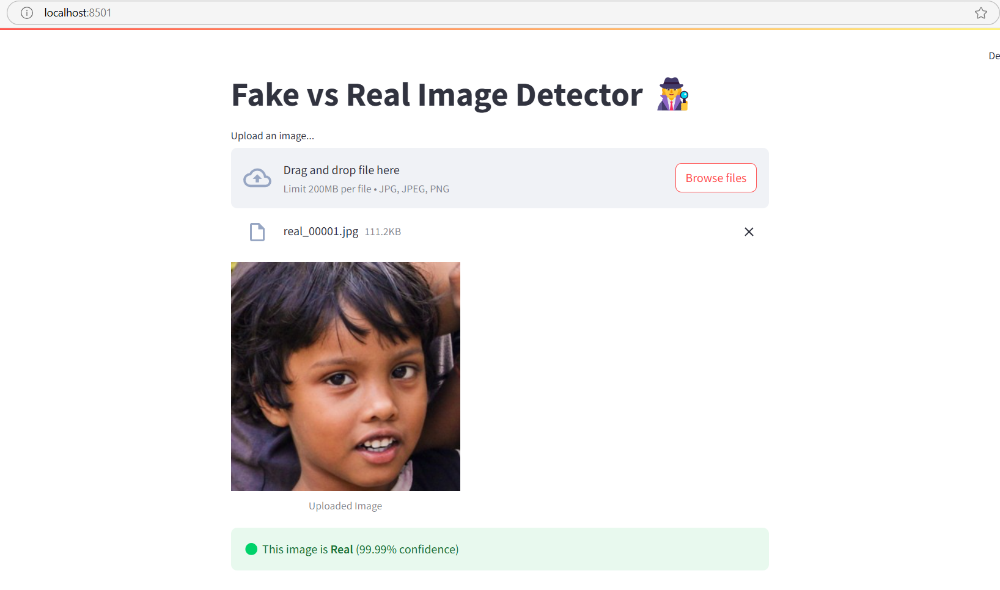 localhost:8501
De
Fake vs Real Image Detector
Upload an image...
Drag and drop file here
Limit 200MB per file • JPG, JPEG, PNG
Browse files
real_00001.jpg 111.2KB
Uploaded Image
This image is Real (99.99% confidence)